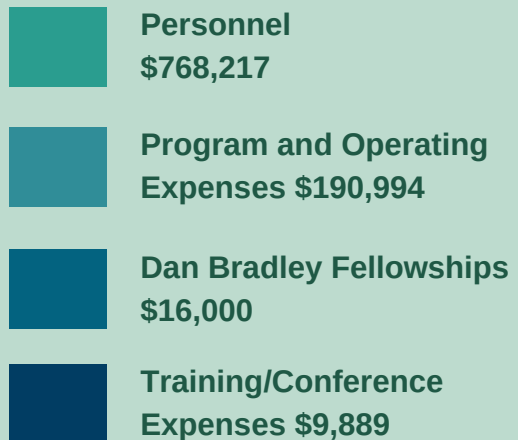 Personnel
$768,217
Program and Operating
Expenses $190,994
Dan Bradley Fellowships
$16,000
Training/Conference
Expenses $9,889